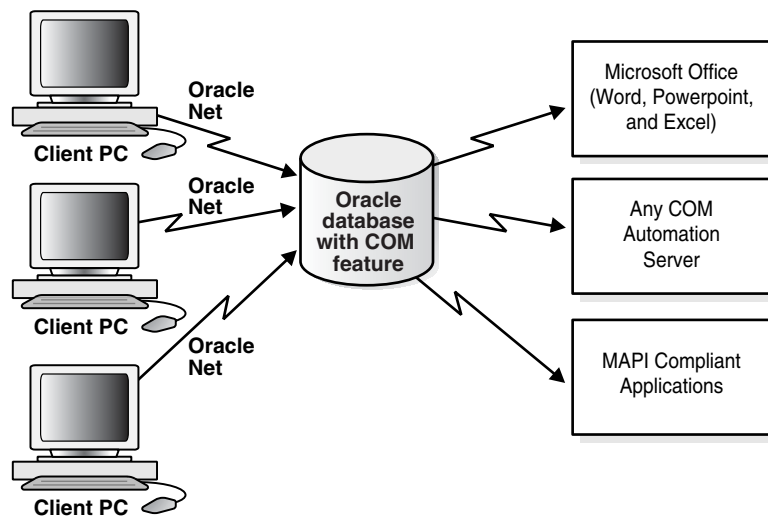 Oracle
Net
Client PC
Oracle
Net
Client PC
Oracle
Net
Client PC
Oracle
database
with COM
feature
Microsoft Office
(Word, Powerpoint,
and Excel)
Any COM
Automation
Server
MAPI Compliant
Applications